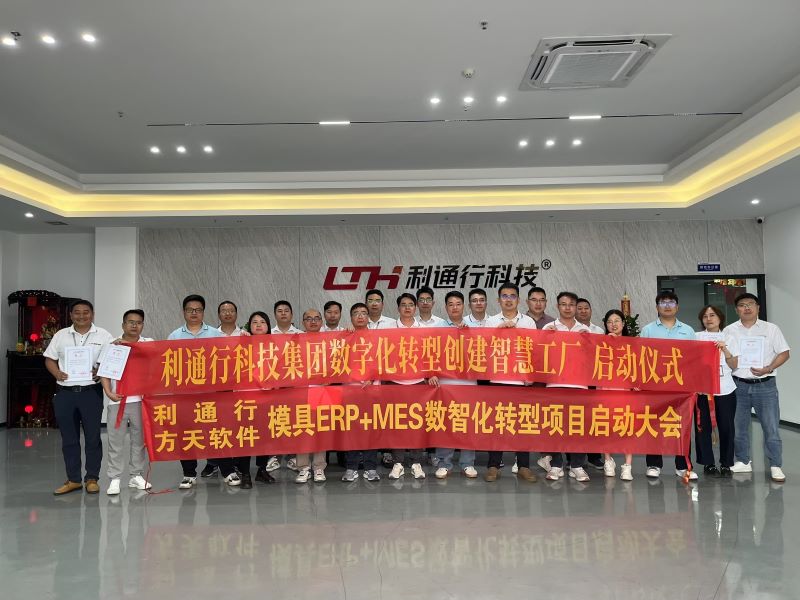 LTH 利通行科技®
利通行科技集团数字化转型创建智慧工厂 启动仪式
利通行
方天软件
模具ERP+MES数智化转型项目启动大会